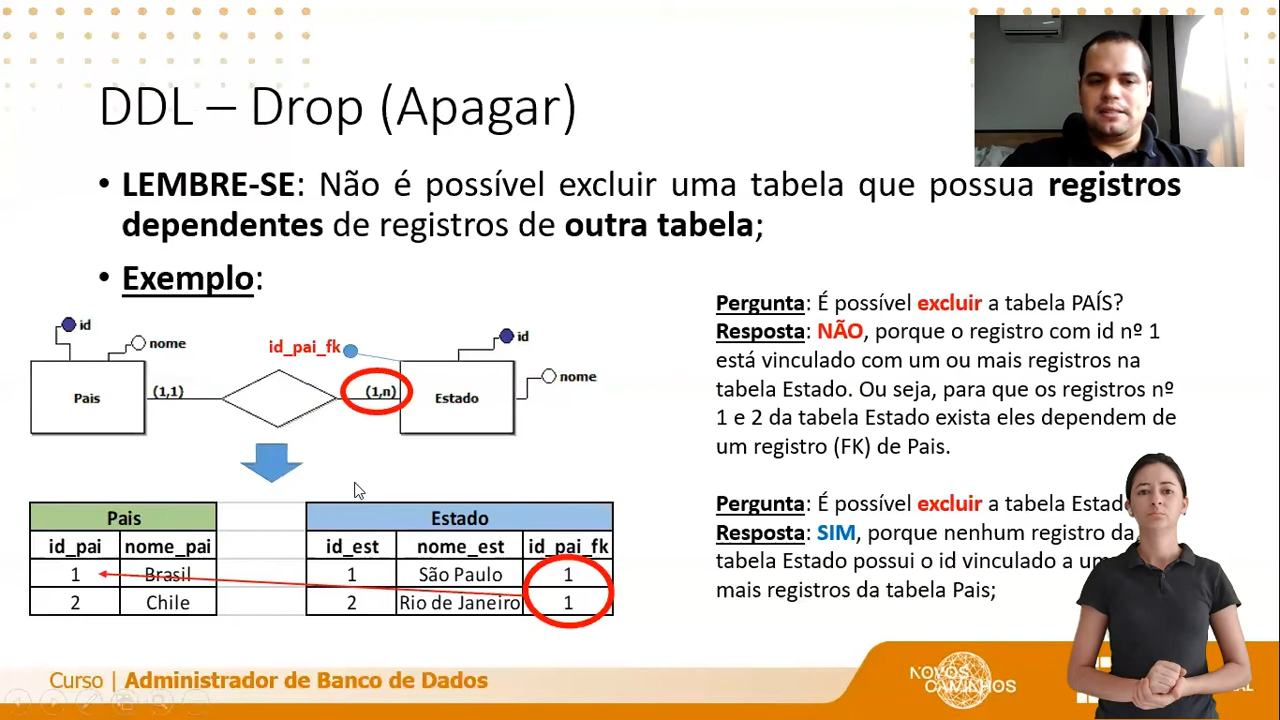 DDL – Drop (Apagar)
• LEMBRE-SE: Não é possível excluir uma tabela que possua registros
dependentes de registros de outra tabela;
• Exemplo:
id
nome
id_pai_fk
id
nome
Pais
(1,1)
(1,n)
Estado
Pais
id_pai nome_pai
1 Brasil
2 Chile
Estado
id_est nome_est id_pai_fk
1 São Paulo 1
2 Rio de Janeiro 1
Pergunta: É possível excluir a tabela PAÍS?
Resposta: NÃO, porque o registro com id nº 1
está vinculado com um ou mais registros na
tabela Estado. Ou seja, para que os registros nº
1 e 2 da tabela Estado exista eles dependem de
um registro (FK) de Pais.
Pergunta: É possível excluir a tabela
Resposta: SIM, porque nenhum registro da
tabela Estado possui o id vinculado a
mais registros da tabela Pais;
Curso | Administrador de Banco de Dados
NOVOS
CAMINHOS